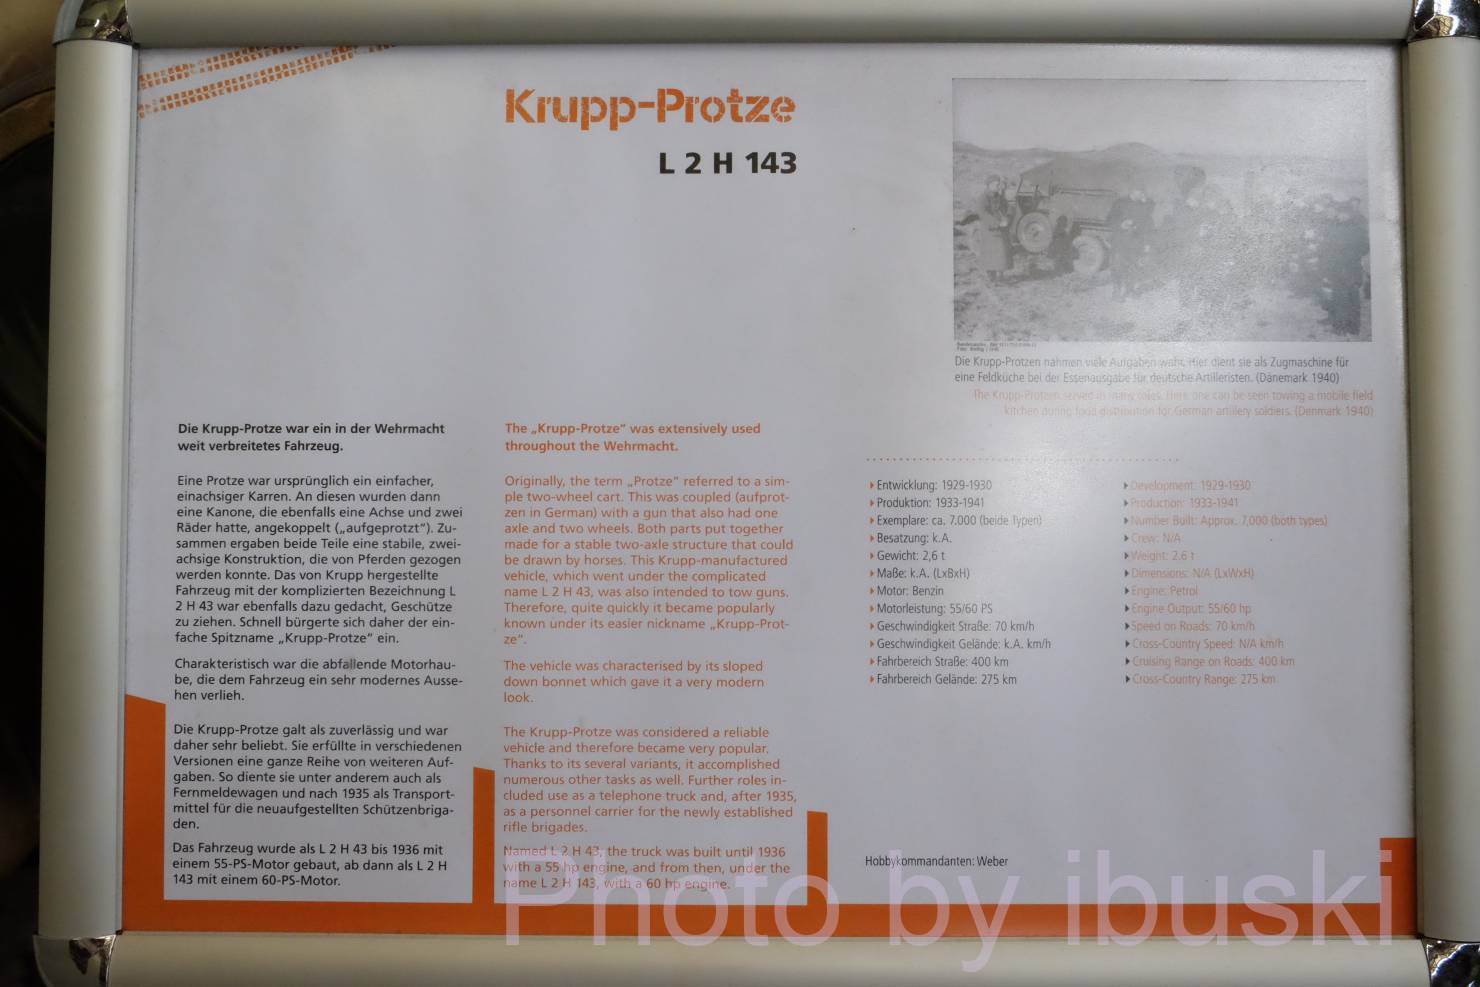 Krupp-Protze
L 2 H 143
Die Krupp-Protze war ein in der Wehrmacht
weit verbreitetes Fahrzeug.
Eine Protze war ursprünglich ein einfacher,
einachsiger Karren. An diesen wurden dann
eine Kanone, die ebenfalls eine Achse und zwei
Räder hatte, angekoppelt („aufgeprotzt“). Zu-
sammen ergaben beide Teile eine stabile, zwei-
achsige Konstruktion, die von Pferden gezogen
werden konnte. Das von Krupp hergestellte
Fahrzeug mit der komplizierten Bezeichnung L
2 H 43 war ebenfalls dazu gedacht, Geschütze
zu ziehen. Schnell bürgerte sich daher der ein-
fache Spitzname „Krupp-Protze“ ein.
Charakteristisch war die abfallende Motorhau-
be, die dem Fahrzeug ein sehr modernes Ausse-
hen verlieh.
Die Krupp-Protze galt als zuverlässig und war
daher sehr beliebt. Sie erfüllte in verschiedenen
Versionen eine ganze Reihe von weiteren Auf-
gaben. So diente sie unter anderem auch als
Fernmeldewagen und nach 1935 als Transport-
mittel für die neuaufgestellten Schützenbriga-
den.
Das Fahrzeug wurde als L 2 H 43 bis 1936 mit
einem 55-PS-Motor gebaut, ab dann als L 2 H
143 mit einem 60-PS-Motor.
The „Krupp-Protze“ was extensively used
throughout the Wehrmacht.
Originally, the term „Protze“ referred to a sim-
ple two-wheel cart. This was coupled (aufprot-
zen in German) with a gun that also had one
axle and two wheels. Both parts put together
made for a stable two-axle structure that could
be drawn by horses. This Krupp-manufactured
vehicle, which went under the complicated
name L 2 H 43, was also intended to tow guns.
Therefore, quite quickly it became popularly
known under its easier nickname „Krupp-Prot-
ze“.
The vehicle was characterised by its sloped
down bonnet which gave it a very modern
look.
The Krupp-Protze was considered a reliable
vehicle and therefore became very popular.
Thanks to its several variants, it accomplished
numerous other tasks as well. Further roles in-
cluded use as a telephone truck and, after 1935,
as a personnel carrier for the newly established
rifle brigades.
Named L 2 H 43, the truck was built until 1936
with a 55 hp engine, and from then, under the
name L 2 H 143, with a 60 hp engine.
Die Krupp-Protzen nahmen viele Aufgaben wahr. Hier dient sie als Zugmaschine für
eine Feldküche bei der Essenausgabe für deutsche Artilleristen. (Dänemark 1940)
The Krupp-Protzen served in many roles. Here one can be seen towing a mobile field
kitchen during food distribution for German artillery soldiers. (Denmark 1940)
Entwicklung: 1929-1930
Produktion: 1933-1941
Exemplare: ca. 7.000 (beide Typen)
Besatzung: k.A.
Gewicht: 2,6 t
Maße: k.A. (LxBxH)
Motor: Benzin
Motorleistung: 55/60 PS
Geschwindigkeit Straße: 70 km/h
Geschwindigkeit Gelände: k.A. km/h
Fahrbereich Straße: 400 km
Fahrbereich Gelände: 275 km
Development: 1929-1930
Production: 1933-1941
Number Built: Approx. 7,000 (both types)
Crew: N/A
Weight: 2.6 t
Dimensions: N/A (LxWxH)
Engine: Petrol
Engine Output: 55/60 hp
Speed on Roads: 70 km/h
Cross-Country Speed: N/A km/h
Cruising Range on Roads: 400 km
Cross-Country Range: 275 km
Hobbykommandanten: Weber
Photo by ibuski